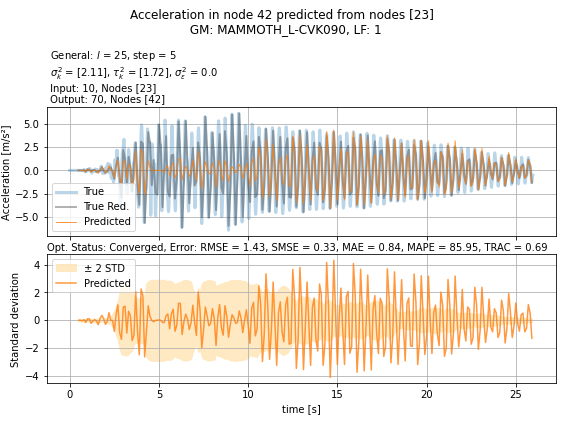 Acceleration in node 42 predicted from nodes [23]
GM: MAMMOTH_L-CVK090, LF: 1
General: l = 25, step = 5
σ²ₖ = [2.11], τ²ₖ = [1.72], σ²ε = 0.0
Input: 10, Nodes [23]
Output: 70, Nodes [42]
Acceleration [m/s²]
5.0
2.5
0.0
−2.5
−5.0
True
True Red.
Predicted
Opt. Status: Converged, Error: RMSE = 1.43, SMSE = 0.33, MAE = 0.84, MAPE = 85.95, TRAC = 0.69
Standard deviation
4
2
0
−2
−4
± 2 STD
Predicted
0 5 10 15 20 25
time [s]